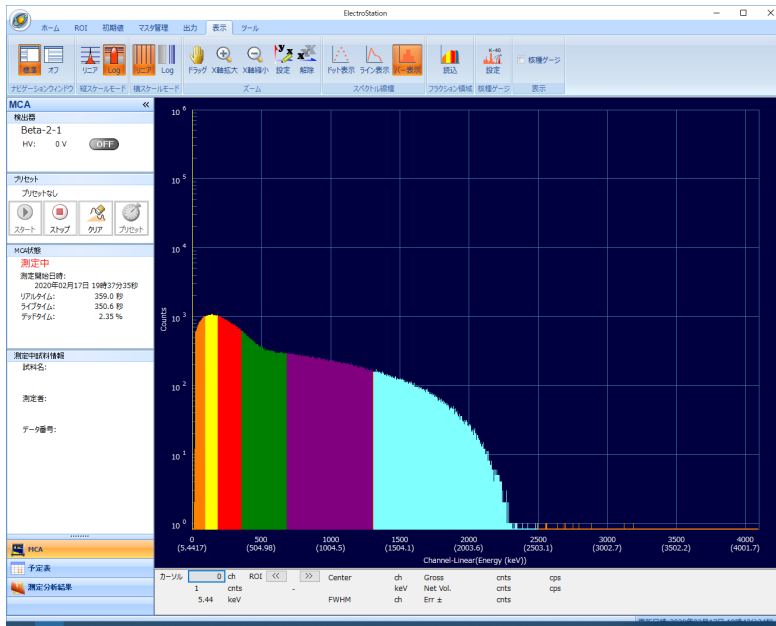 ElectroStation
ホーム ROI 初期値 マスタ管理 出力 表示 ツール
標準 オフ リニア Log リニア Log ドラッグ X軸拡大 X軸縮小 設定 解除 ドット表示 ライン表示 バー表示 読込 K-40 設定 核種ゲージ
ナビゲーションウィンドウ 縦スケールモード 横スケールモード ズーム スペクトル線種 フラクション領域 核種ゲージ 表示
MCA «
検出器
Beta-2-1
HV: 0 V OFF
プリセット
プリセットなし
スタート ストップ クリア プリセット
MCA状態
測定中
測定開始日時:
2020年02月17日 19時37分35秒
リアルタイム: 359.0 秒
ライブタイム: 350.6 秒
デッドタイム: 2.35 %
測定中試料情報
試料名:
測定者:
データ番号:
MCA
予定表
測定分析結果
Counts
10 6
10 5
10 4
10 3
10 2
10 1
10 0
0 500 1000 1500 2000 2500 3000 3500 4000
(5.4417) (504.98) (1004.5) (1504.1) (2003.6) (2503.1) (3002.7) (3502.2) (4001.7)
Channel-Linear(Energy (keV))
カーソル 0 ch ROI << >> Center ch Gross cnts cps
1 cnts - keV Net Vol. cnts cps
5.44 keV FWHM ch Err ± cnts